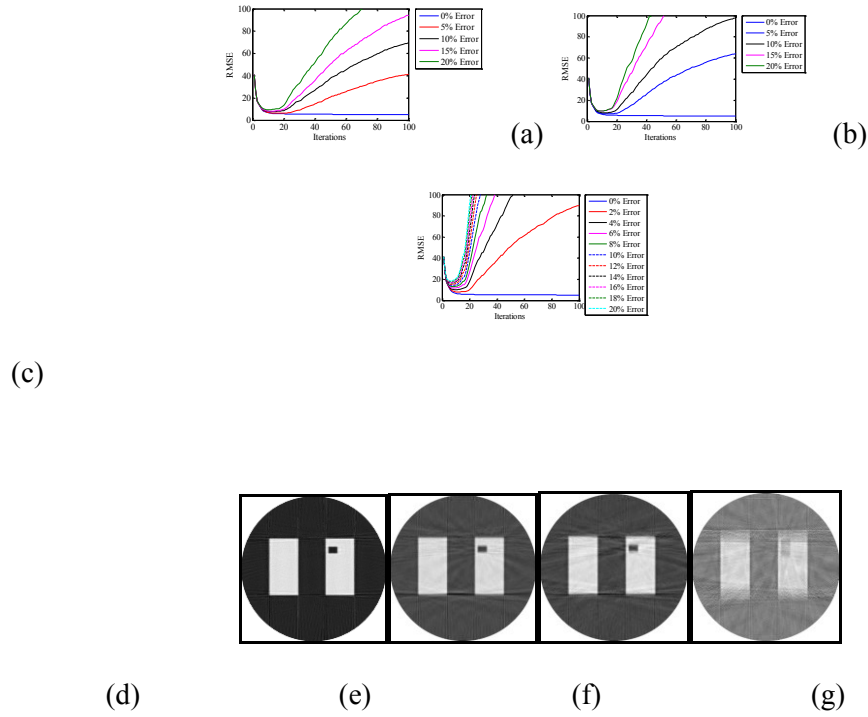 100
80
60
40
20
0
RMSE
0 20 40 60 80 100
Iterations
0% Error
5% Error
10% Error
15% Error
20% Error
(a)
100
80
60
40
20
0
RMSE
0 20 40 60 80 100
Iterations
0% Error
5% Error
10% Error
15% Error
20% Error
(b)
100
80
60
40
20
0
RMSE
0 20 40 60 80 100
Iterations
0% Error
2% Error
4% Error
6% Error
8% Error
10% Error
12% Error
14% Error
16% Error
18% Error
20% Error
(c)
(d) (e) (f) (g)